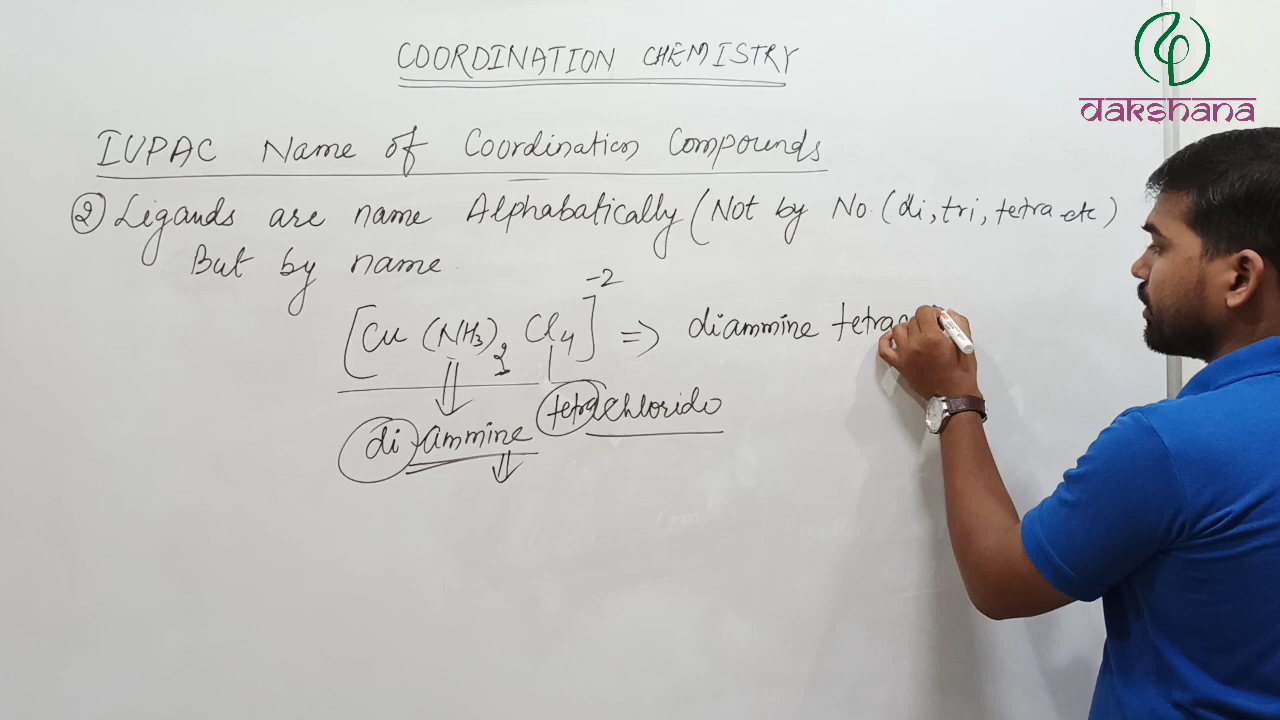 COORDINATION CHEMISTRY
dakshana
IUPAC Name of Coordination Compounds
② Ligands are name Alphabatically (Not by No. (di, tri, tetra etc)
But by name
[Cu (NH3)2 Cl4]-2 => diammine tetra
di-ammine tetrachlorido